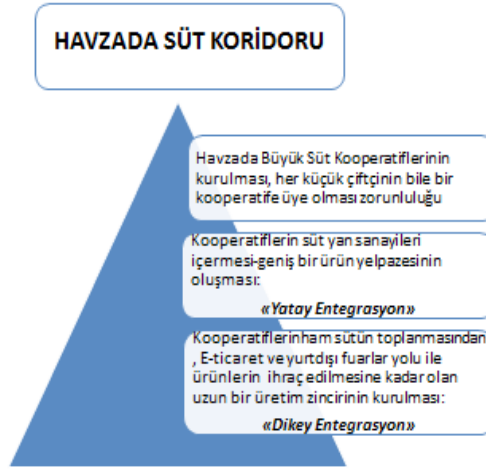 HAVZADA SÜT KORİDORU
Havzada Büyük Süt Kooperatiflerinin
kurulması, her küçük çiftçinin bile bir
kooperatife üye olması zorunluluğu
Kooperatiflerin süt yan sanayileri
içermesi-geniş bir ürün yelpazesinin
oluşması:
«Yatay Entegrasyon»
Kooperatiflerinham sütün toplanmasından
, E-ticaret ve yurtdışı fuarlar yolu ile
ürünlerin ihraç edilmesine kadar olan
uzun bir üretim zincirinin kurulması:
«Dikey Entegrasyon»